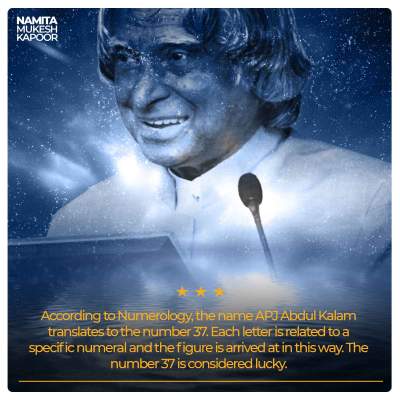 NAMITA
MUKESH
KAPOOR
According to Numerology, the name APJ Abdul Kalam
translates to the number 37. Each letter is related to a
specific numeral and the figure is arrived at in this way. The
number 37 is considered lucky.